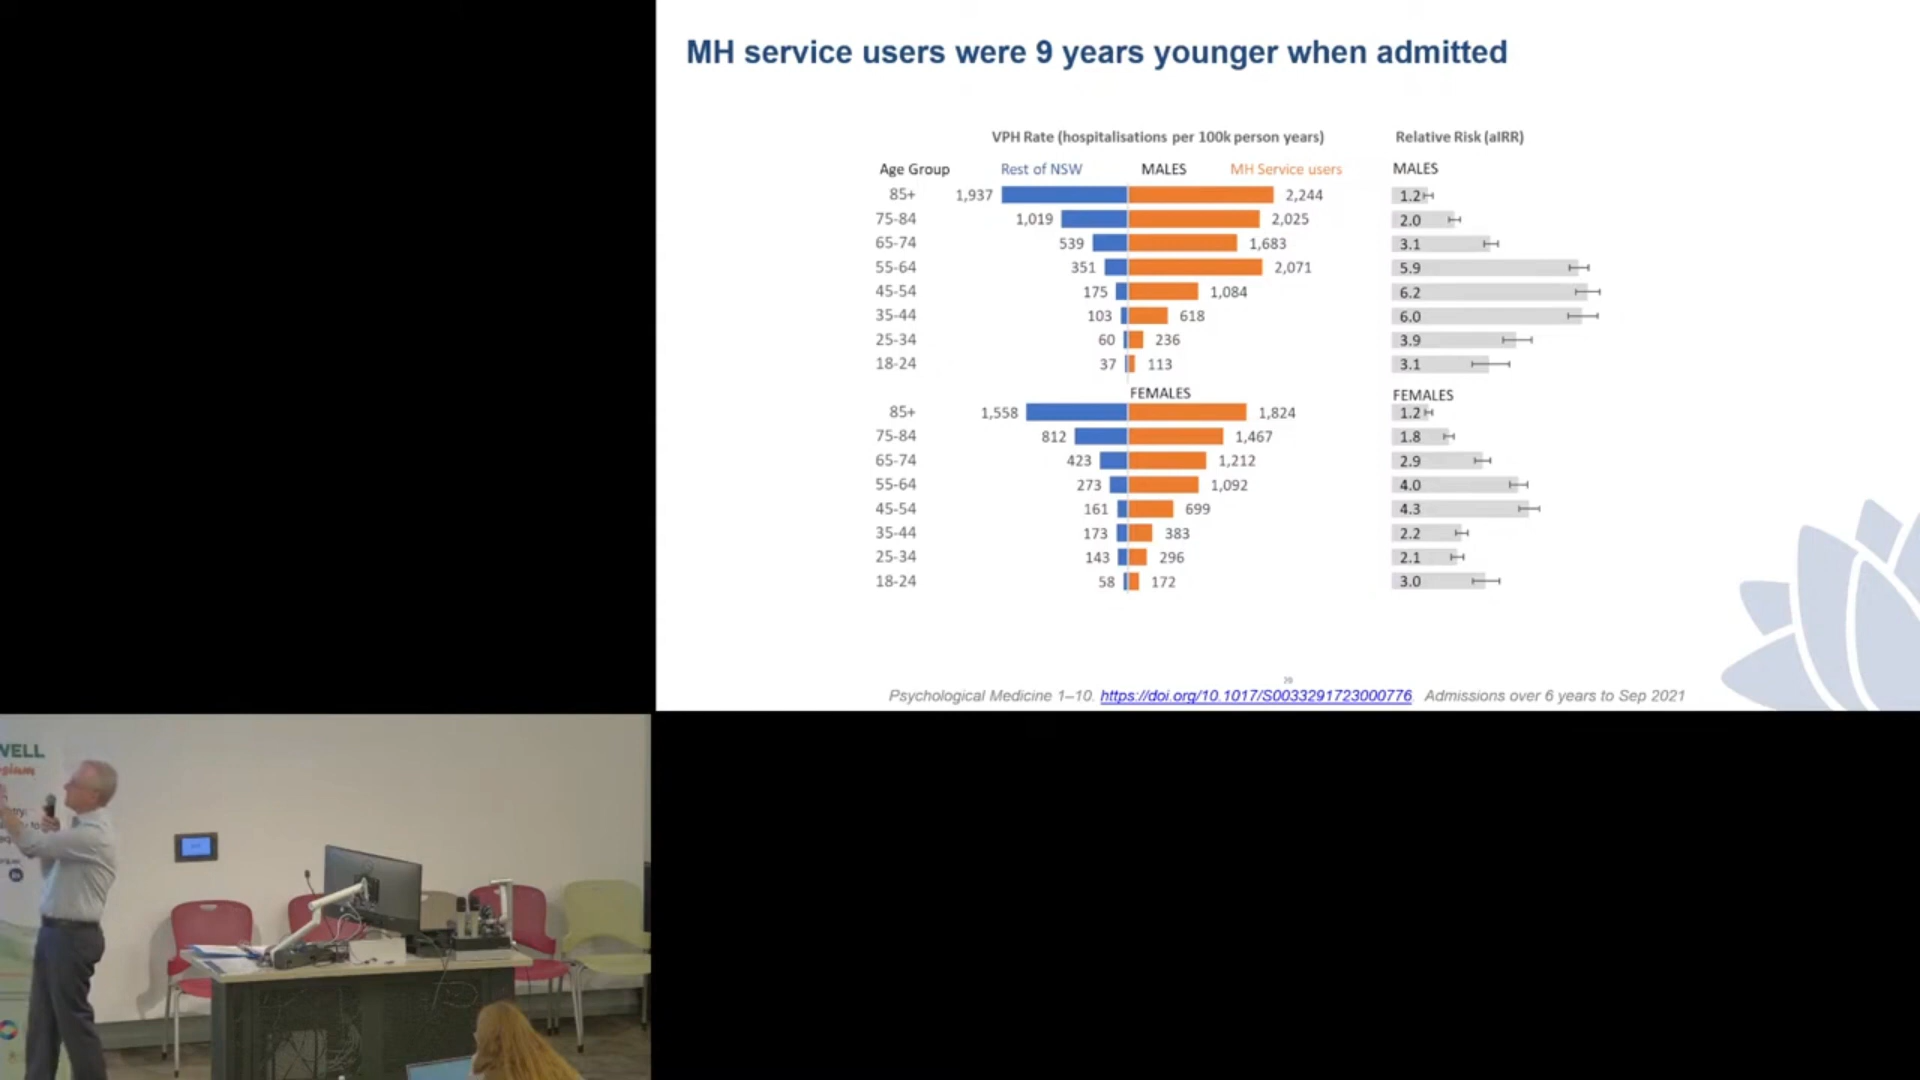 MH service users were 9 years younger when admitted
VPH Rate (hospitalisations per 100k person years) Relative Risk (aIRR)
Age Group Rest of NSW MALES MH Service users MALES
85+ 1,937 2,244 1.2
75-84 1,019 2,025 2.0
65-74 539 1,683 3.1
55-64 351 2,071 5.9
45-54 175 1,084 6.2
35-44 103 618 6.0
25-34 60 236 3.9
18-24 37 113 3.1
FEMALES FEMALES
85+ 1,558 1,824 1.2
75-84 812 1,467 1.8
65-74 423 1,212 2.9
55-64 273 1,092 4.0
45-54 161 699 4.3
35-44 173 383 2.2
25-34 143 296 2.1
18-24 58 172 3.0
Psychological Medicine 1–10. https://doi.org/10.1017/S0033291723000776 Admissions over 6 years to Sep 2021
WELL